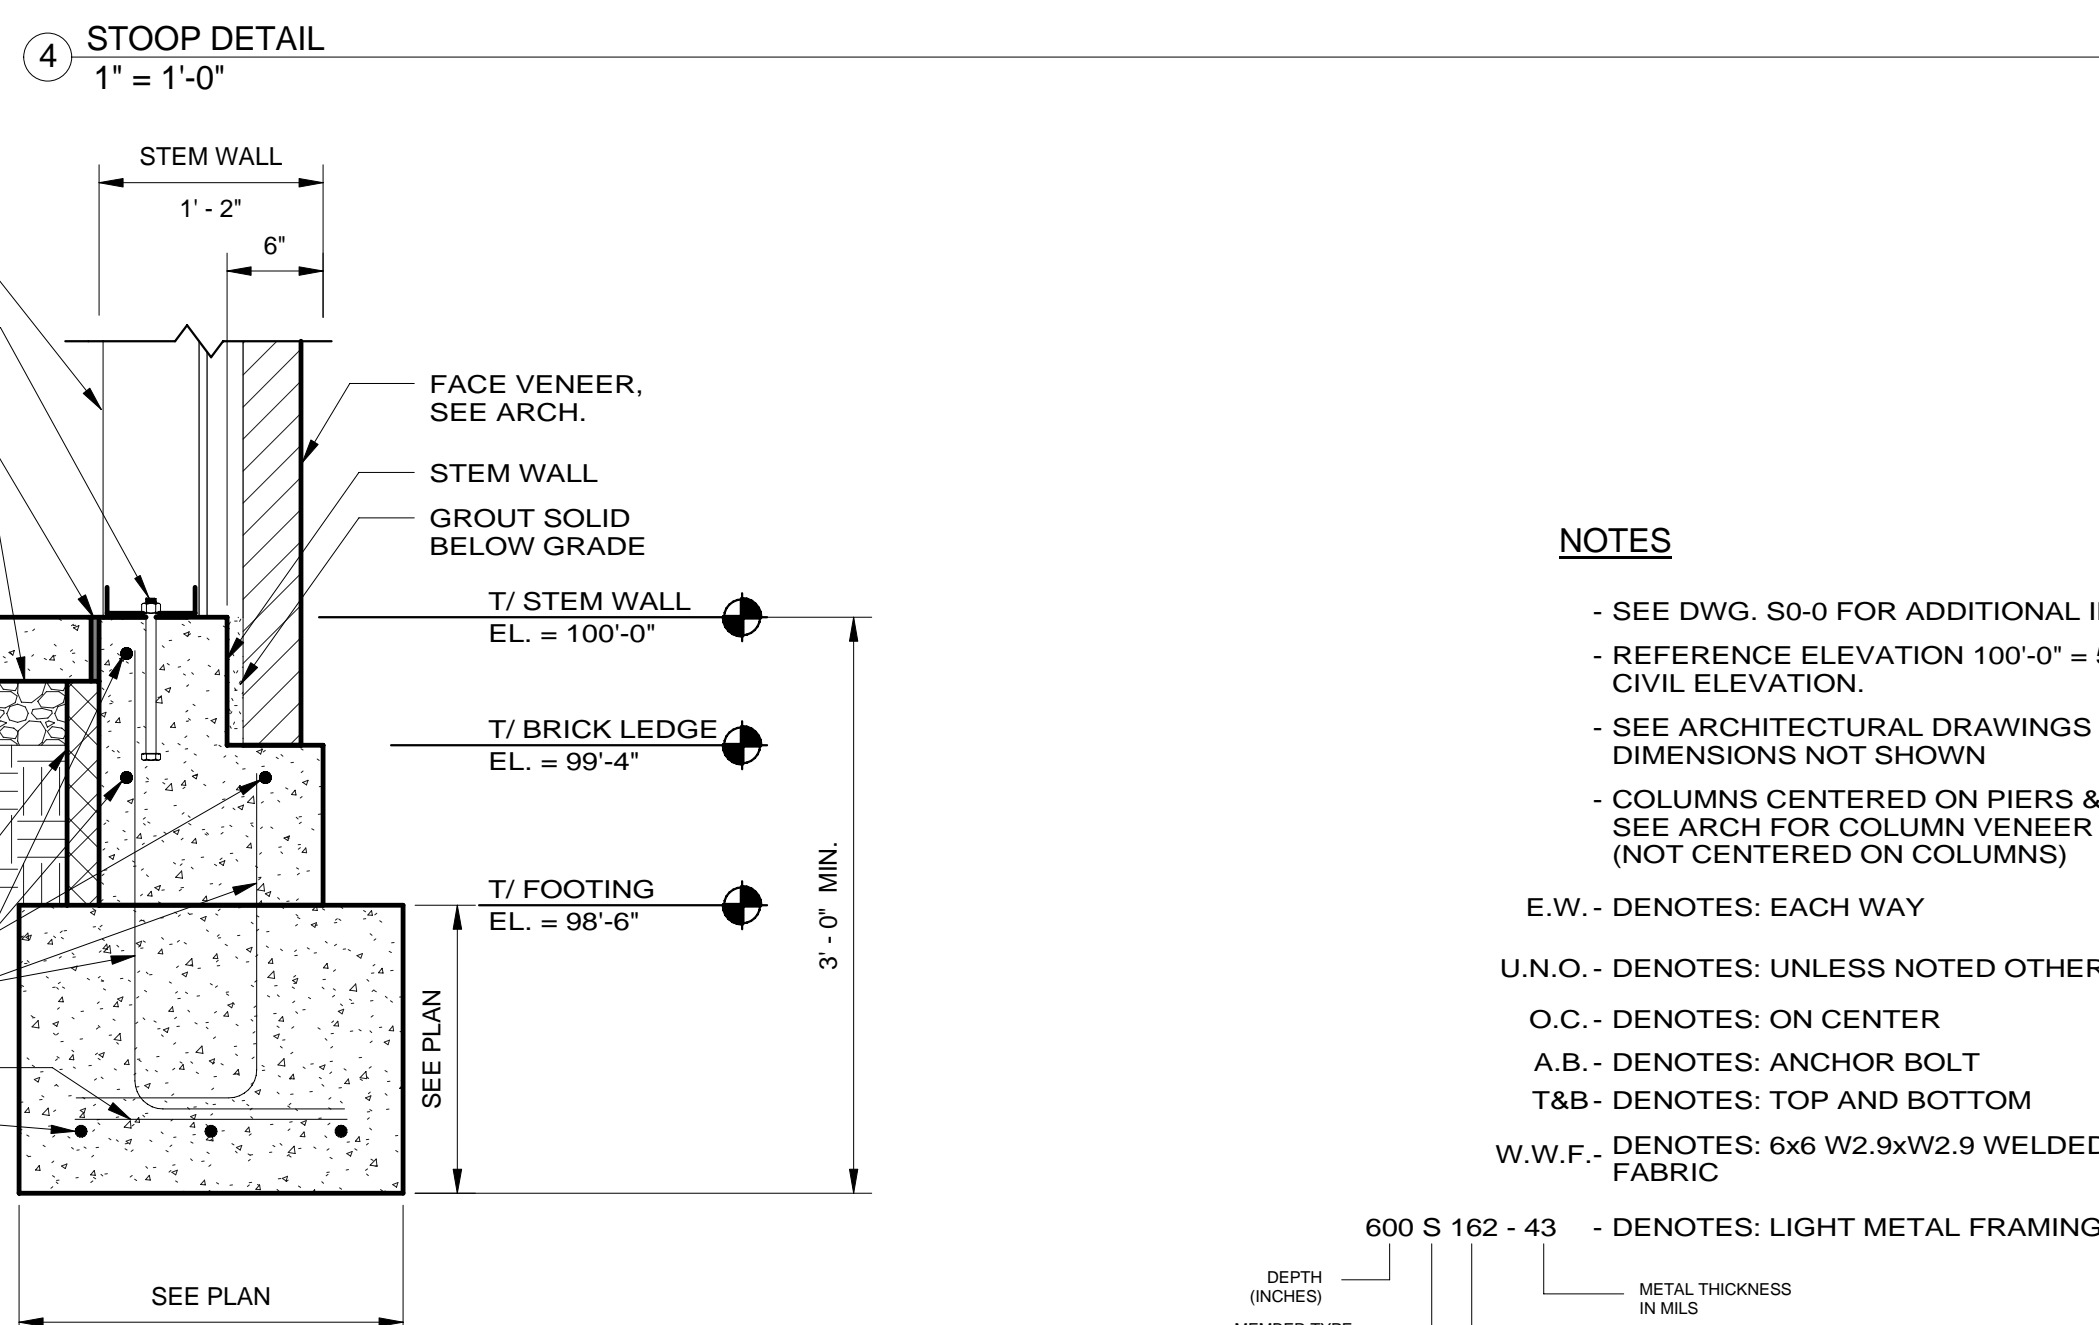 4
STOOP DETAIL
1" = 1'-0"
STEM WALL
1' - 2"
6"
FACE VENEER,
SEE ARCH.
STEM WALL
GROUT SOLID
BELOW GRADE
T/ STEM WALL
EL. = 100'-0"
T/ BRICK LEDGE
EL. = 99'-4"
T/ FOOTING
EL. = 98'-6"
3' - 0" MIN.
SEE PLAN
SEE PLAN
NOTES
- SEE DWG. S0-0 FOR ADDITIONAL
- REFERENCE ELEVATION 100'-0" =
CIVIL ELEVATION.
- SEE ARCHITECTURAL DRAWINGS
DIMENSIONS NOT SHOWN
- COLUMNS CENTERED ON PIERS &
SEE ARCH FOR COLUMN VENEER
(NOT CENTERED ON COLUMNS)
E.W. - DENOTES: EACH WAY
U.N.O. - DENOTES: UNLESS NOTED OTHER
O.C. - DENOTES: ON CENTER
A.B. - DENOTES: ANCHOR BOLT
T&B - DENOTES: TOP AND BOTTOM
W.W.F. - DENOTES: 6x6 W2.9xW2.9 WELDED
FABRIC
600 S 162 - 43 - DENOTES: LIGHT METAL FRAMING
DEPTH
(INCHES)
METAL THICKNESS
IN MILS
MEMBER TYPE